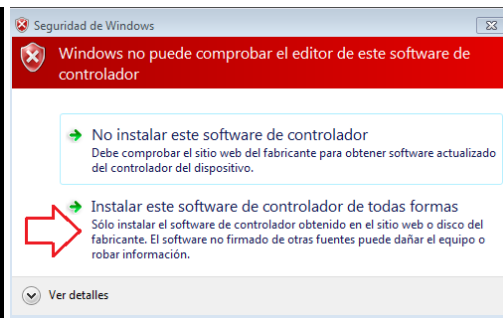 Seguridad de Windows
Windows no puede comprobar el editor de este software de
controlador
No instalar este software de controlador
Debe comprobar el sitio web del fabricante para obtener software actualizado
del controlador del dispositivo.
Instalar este software de controlador de todas formas
Sólo instalar el software de controlador obtenido en el sitio web o disco del
fabricante. El software no firmado de otras fuentes puede dañar el equipo o
robar información.
Ver detalles